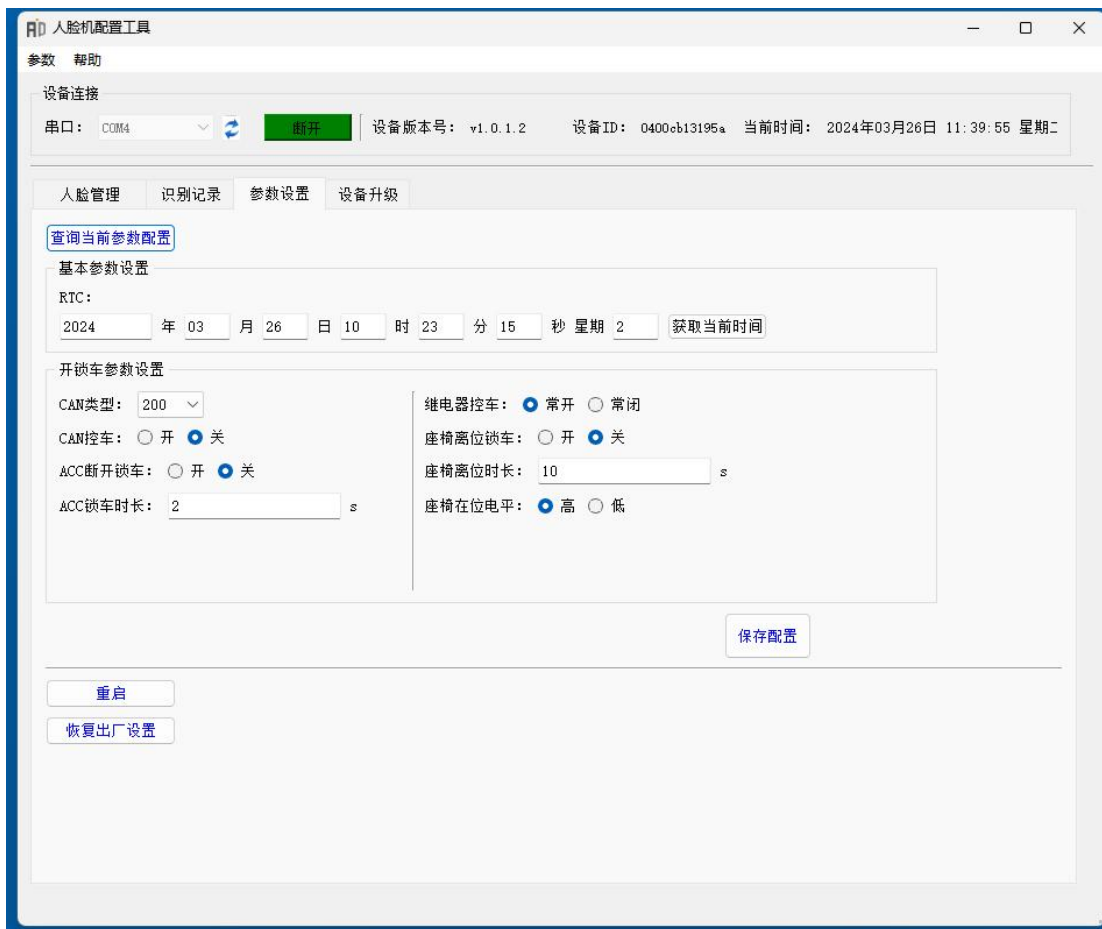 人脸机配置工具
参数 帮助
设备连接
串口: COM4 断开 设备版本号: v1.0.1.2 设备ID: 0400cb13195a 当前时间: 2024年03月26日 11:39:55 星期二
人脸管理 识别记录 参数设置 设备升级
查询当前参数配置
基本参数设置
RTC:
2024 年 03 月 26 日 10 时 23 分 15 秒 星期 2 获取当前时间
开锁车参数设置
CAN类型: 200 继电器控车: 常开 常闭
CAN控车: 开 关 座椅离位锁车: 开 关
ACC断开锁车: 开 关 座椅离位时长: 10 s
ACC锁车时长: 2 s 座椅在位电平: 高 低
保存配置
重启
恢复出厂设置